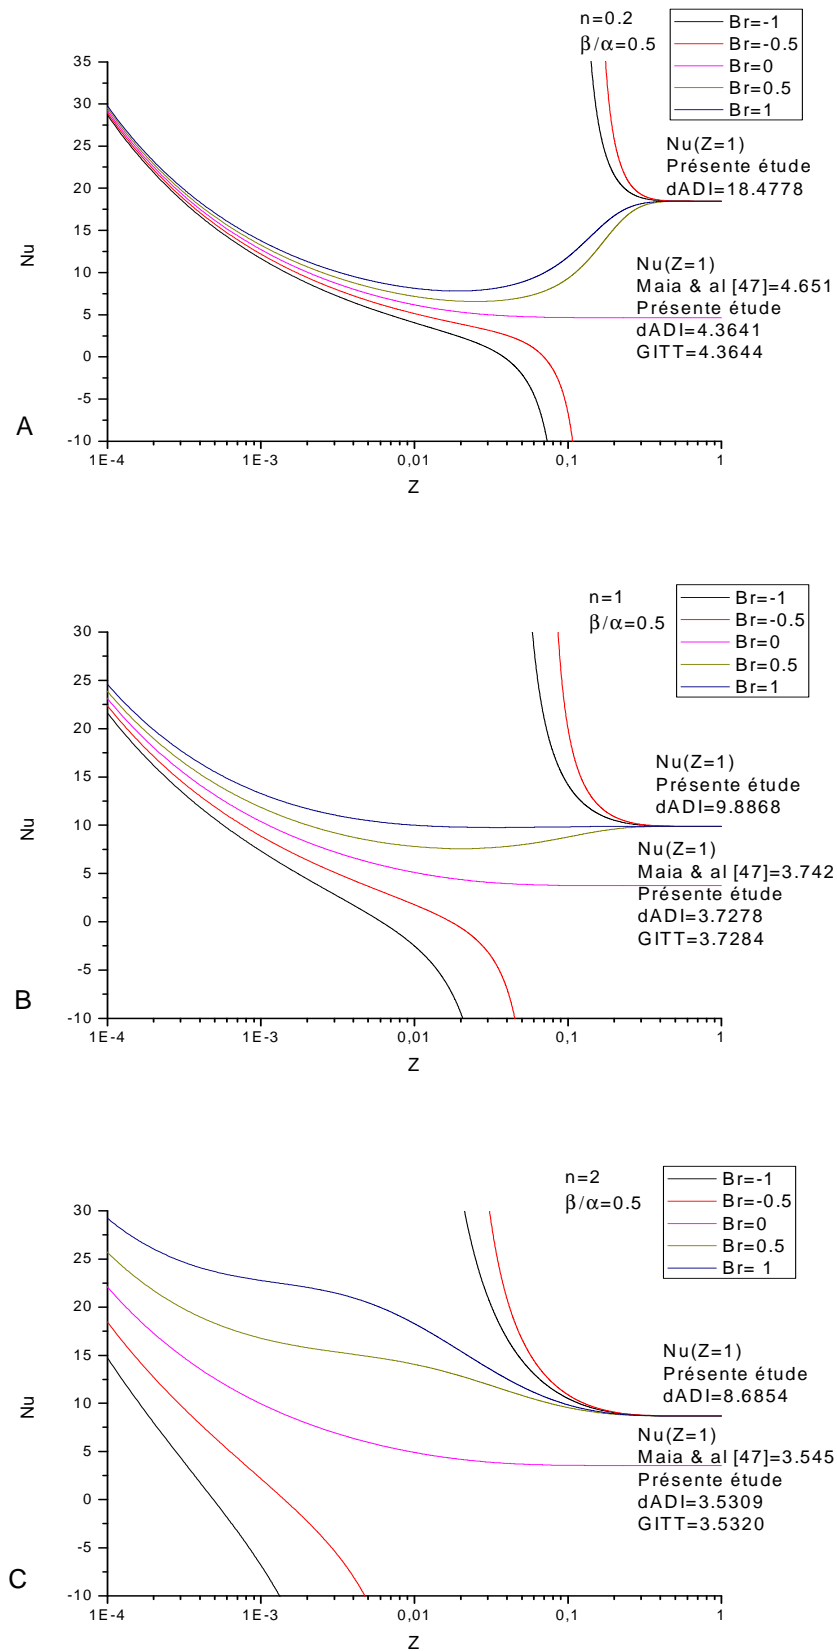 n=0.2
β/α=0.5
Br=-1
Br=-0.5
Br=0
Br=0.5
Br=1
Nu(Z=1)
Présente étude
dADI=18.4778
Nu(Z=1)
Maia & al [47]=4.651
Présente étude
dADI=4.3641
GITT=4.3644
35
30
25
20
15
10
5
0
-5
-10
Nu
A
1E-4
1E-3
0,01
0,1
1
Z
n=1
β/α=0.5
Br=-1
Br=-0.5
Br=0
Br=0.5
Br=1
Nu(Z=1)
Présente étude
dADI=9.8868
Nu(Z=1)
Maia & al [47]=3.742
Présente étude
dADI=3.7278
GITT=3.7284
30
25
20
15
10
5
0
-5
-10
Nu
B
1E-4
1E-3
0,01
0,1
1
Z
n=2
β/α=0.5
Br=-1
Br=-0.5
Br=0
Br=0.5
Br= 1
Nu(Z=1)
Présente étude
dADI=8.6854
Nu(Z=1)
Maia & al [47]=3.545
Présente étude
dADI=3.5309
GITT=3.5320
30
25
20
15
10
5
0
-5
-10
Nu
C
1E-4
1E-3
0,01
0,1
1
Z